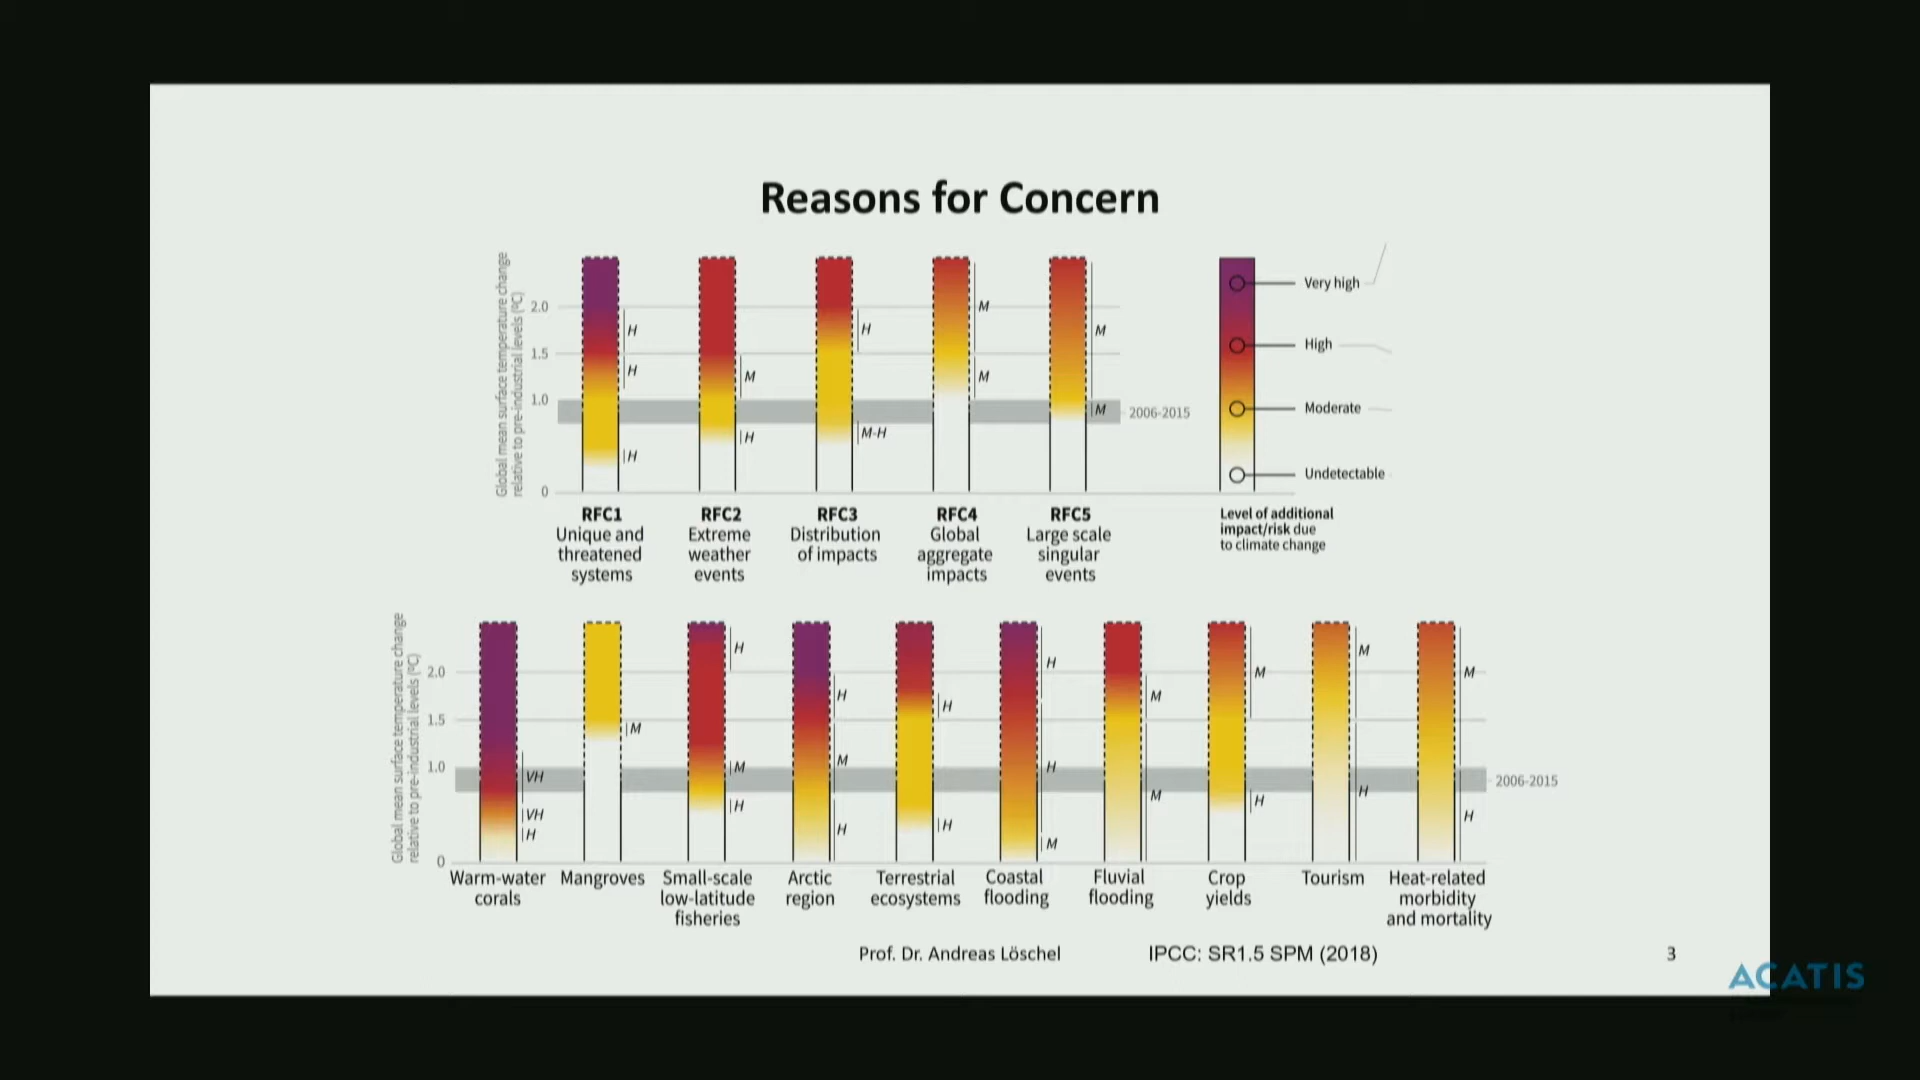 Reasons for Concern
Global mean surface temperature change
relative to pre-industrial levels (°C)
2.0
1.5
1.0
0
H
H
H
M
H
H
M-H
M
M
M
M
2006-2015
Very high
High
Moderate
Undetectable
RFC1
Unique and
threatened
systems
RFC2
Extreme
weather
events
RFC3
Distribution
of impacts
RFC4
Global
aggregate
impacts
RFC5
Large scale
singular
events
Level of additional
impact/risk due
to climate change
Global mean surface temperature change
relative to pre-industrial levels (°C)
2.0
1.5
1.0
0
VH
VH
H
M
H
M
H
H
M
H
H
H
H
H
M
M
M
M
H
M
H
M
H
2006-2015
Warm-water
corals
Mangroves
Small-scale
low-latitude
fisheries
Arctic
region
Terrestrial
ecosystems
Coastal
flooding
Fluvial
flooding
Crop
yields
Tourism
Heat-related
morbidity
and mortality
Prof. Dr. Andreas Löschel
IPCC: SR1.5 SPM (2018)
3
ACATIS